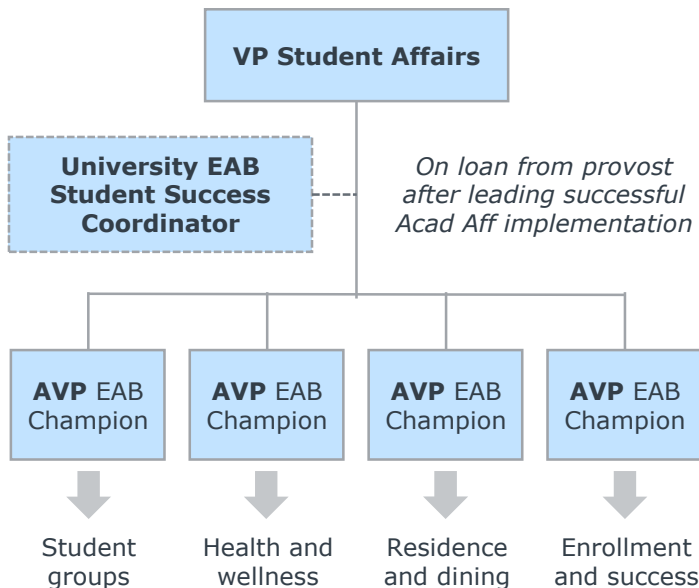 VP Student Affairs
University EAB
Student Success
Coordinator
On loan from provost
after leading successful
Acad Aff implementation
AVP EAB
Champion
AVP EAB
Champion
AVP EAB
Champion
AVP EAB
Champion
Student
groups
Health and
wellness
Residence
and dining
Enrollment
and success